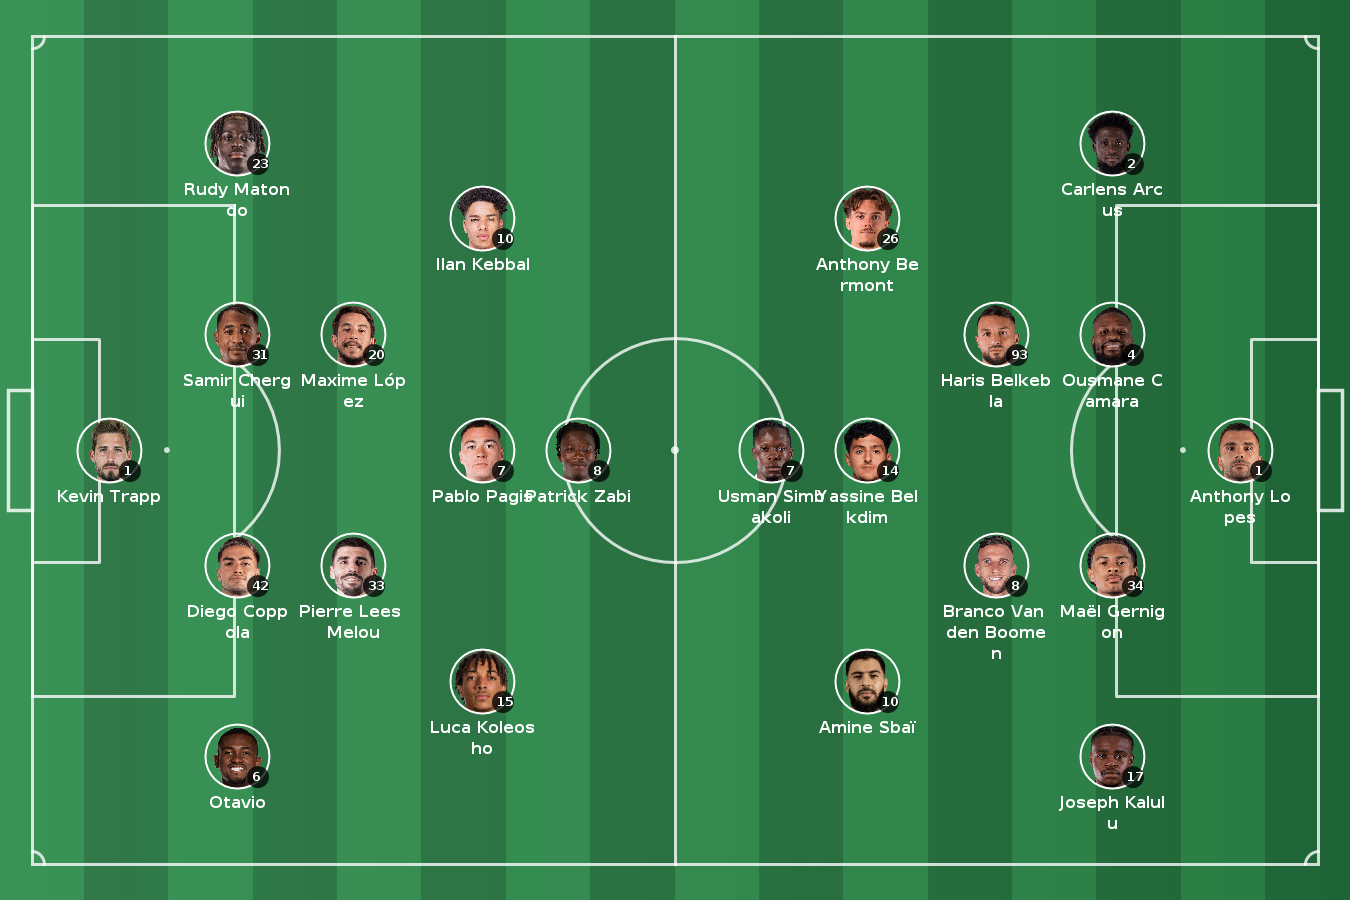 23
Rudy Maton
do
2
Carlens Arc
us
10
Ilan Kebbal
26
Anthony Be
rmont
31
Samir Cherg
ui
20
Maxime Lóp
ez
93
Haris Belkeb
la
4
Ousmane C
amara
1
Kevin Trapp
7
Pablo Pagis
8
Patrick Zabi
7
Usman Simb
akoli
14
Yassine Bel
kdim
1
Anthony Lo
pes
42
Diego Copp
ola
33
Pierre Lees
Melou
8
Branco Van
den Boome
n
34
Maël Gernig
on
15
Luca Koleos
ho
10
Amine Sbaï
6
Otavio
17
Joseph Kalul
u